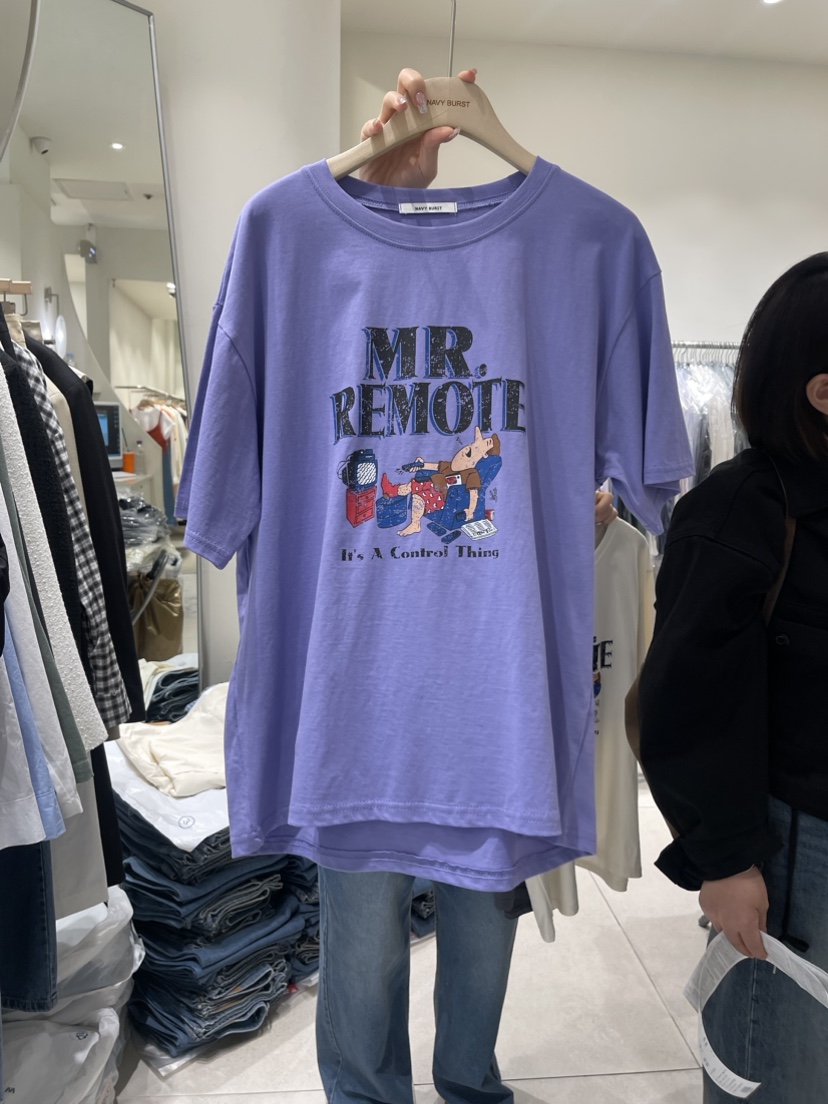 NAVY BURST
NAVY BURST
MR.
REMOTE
It's A Control Thing